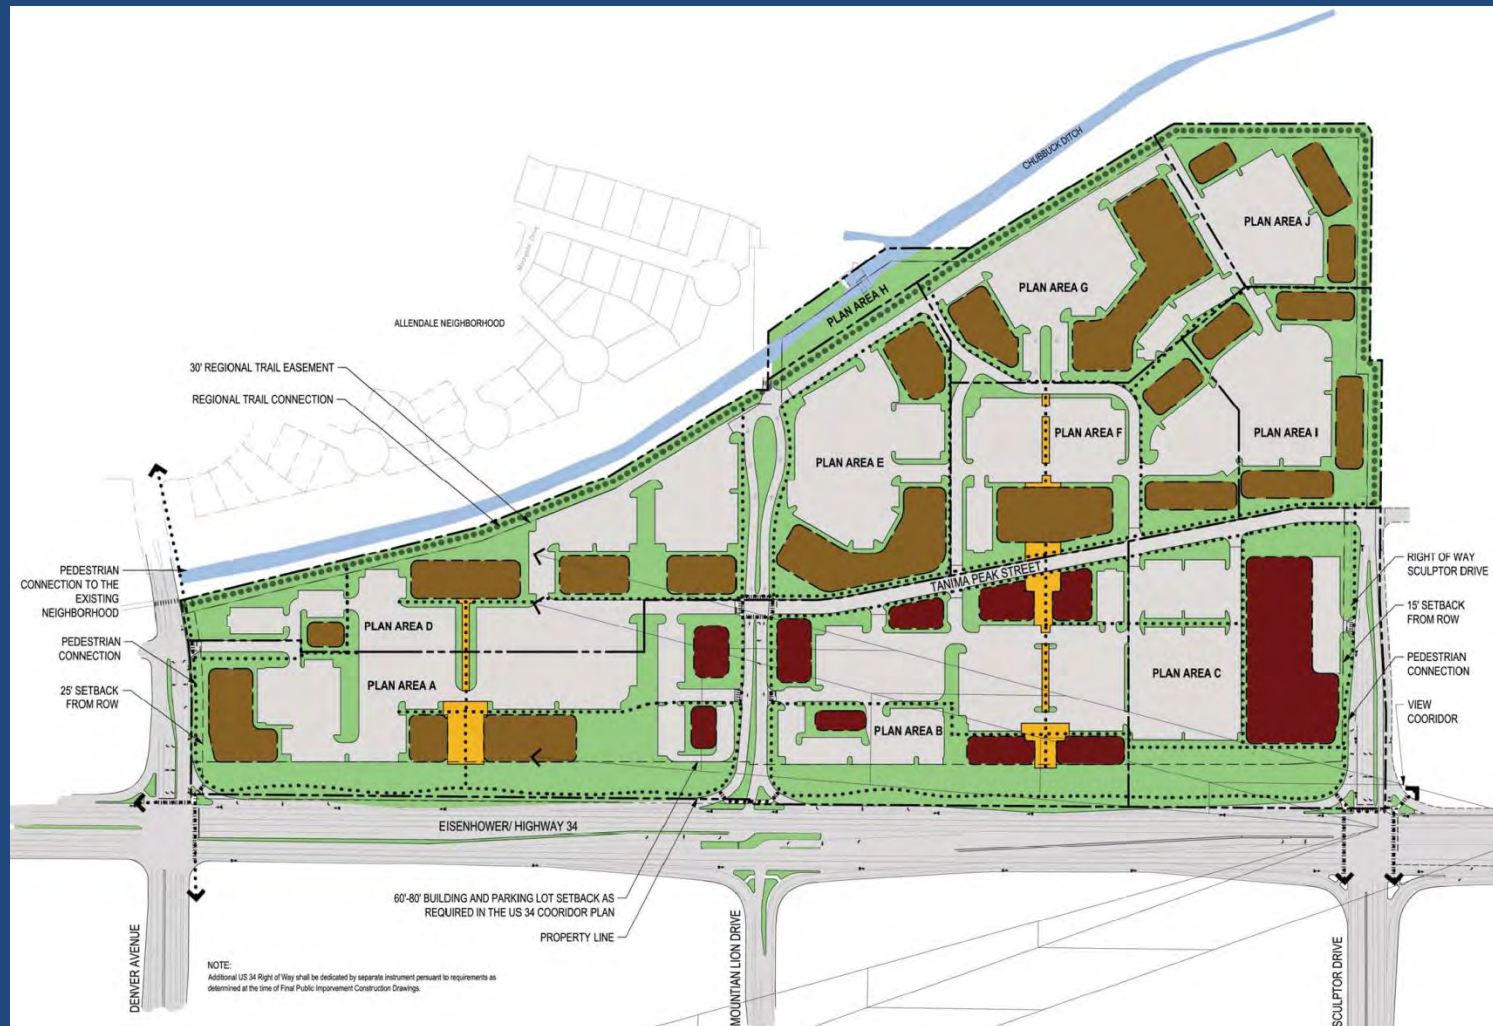 CHUBBUCK DITCH
PLAN AREA J
PLAN AREA G
PLAN AREA H
ALLENDALE NEIGHBORHOOD
30' REGIONAL TRAIL EASEMENT
REGIONAL TRAIL CONNECTION
PLAN AREA F
PLAN AREA I
PLAN AREA E
PEDESTRIAN
CONNECTION TO THE
EXISTING
NEIGHBORHOOD
TANIMA PEAK STREET
RIGHT OF WAY
SCULPTOR DRIVE
15' SETBACK
FROM ROW
PLAN AREA D
PEDESTRIAN
CONNECTION
PEDESTRIAN
CONNECTION
PLAN AREA A
PLAN AREA C
25' SETBACK
FROM ROW
VIEW
COORIDOR
PLAN AREA B
EISENHOWER/ HIGHWAY 34
60'-80' BUILDING AND PARKING LOT SETBACK AS
REQUIRED IN THE US 34 COORIDOR PLAN
PROPERTY LINE
DENVER AVENUE
MOUNTIAN LION DRIVE
SCULPTOR DRIVE
NOTE:
Additional US 34 Right of Way shall be dedicated by separate instrument persuant to requirements as
determined at the time of Final Public Imporvement Construction Drawings.